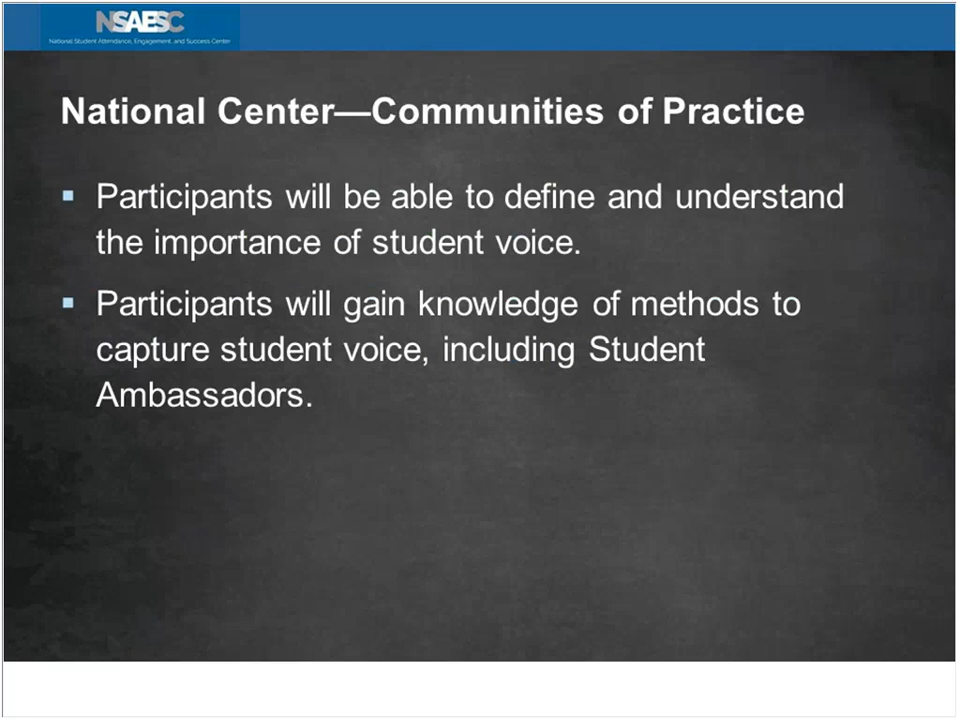 NSAESC
National Student Attendance, Engagement, and Success Center
National Center—Communities of Practice
Participants will be able to define and understand
the importance of student voice.
Participants will gain knowledge of methods to
capture student voice, including Student
Ambassadors.